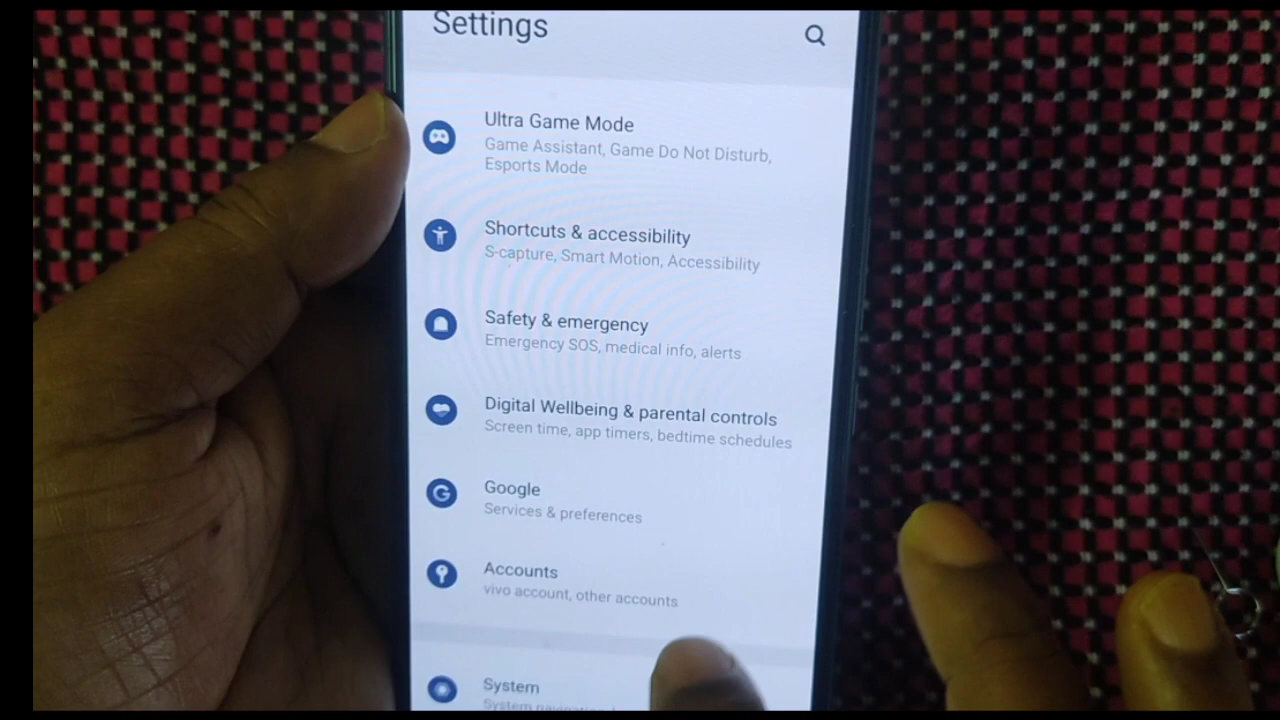 Settings
Ultra Game Mode
Game Assistant, Game Do Not Disturb,
Esports Mode
Shortcuts & accessibility
S-capture, Smart Motion, Accessibility
Safety & emergency
Emergency SOS, medical info, alerts
Digital Wellbeing & parental controls
Screen time, app timers, bedtime schedules
Google
Services & preferences
Accounts
vivo account, other accounts
System
System